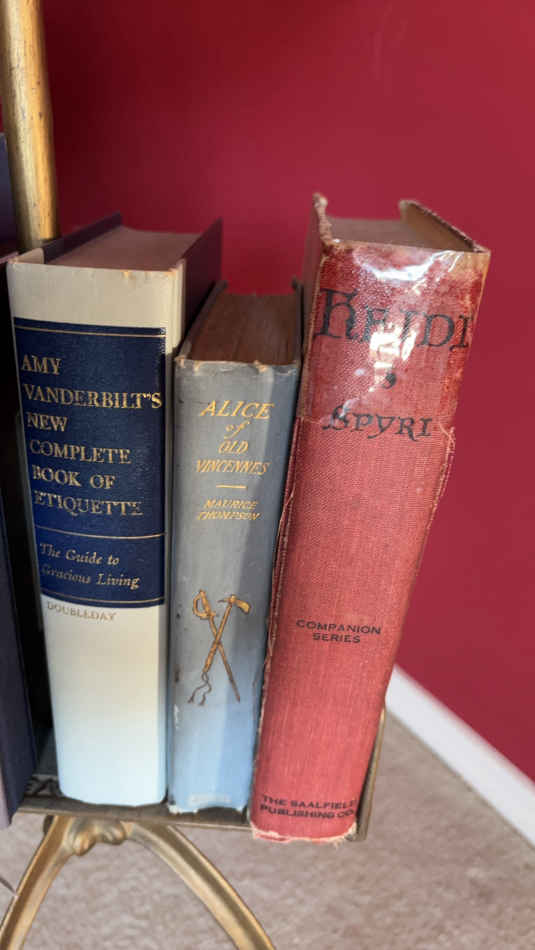 AMY
VANDERBILT'S
NEW
COMPLETE
BOOK OF
ETIQUETTE
The Guide to
Gracious Living
DOUBLEDAY
ALICE
of
OLD
VINCENNES
MAURICE
THOMPSON
HEIDI
SPYRI
COMPANION
SERIES
THE SAALFIELD
PUBLISHING CO.